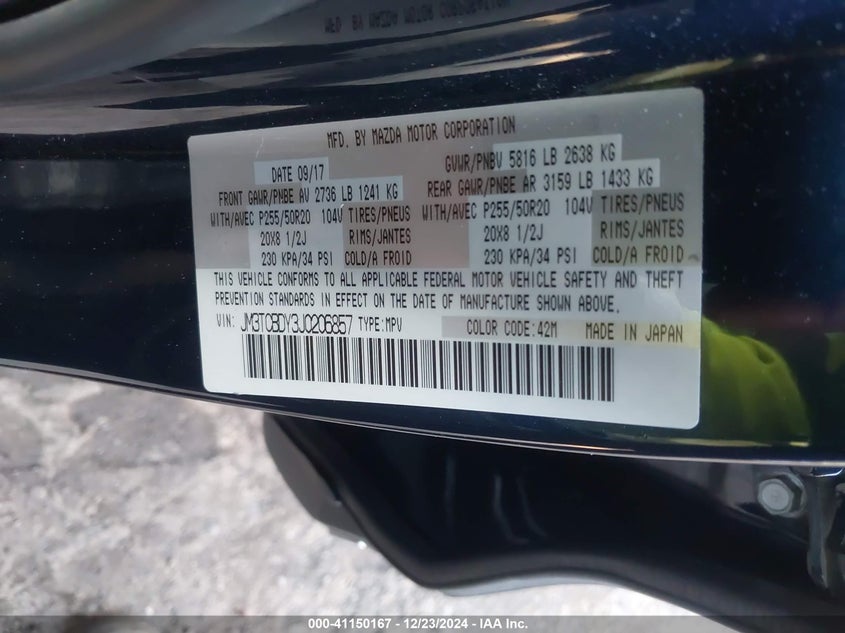 MFD. BY MAZDA MOTOR CORPORATION
DATE 09/17 GVWR/PNBV 5816 LB 2638 KG
FRONT GAWR/PNBE AV 2736 LB 1241 KG REAR GAWR/PNBE AR 3159 LB 1433 KG
WITH/AVEC P255/50R20 104V TIRES/PNEUS WITH/AVEC P255/50R20 104V TIRES/PNEUS
20X8 1/2J RIMS/JANTES 20X8 1/2J RIMS/JANTES
230 KPA/34 PSI COLD/A FROID 230 KPA/34 PSI COLD/A FROID
THIS VEHICLE CONFORMS TO ALL APPLICABLE FEDERAL MOTOR VEHICLE SAFETY AND THEFT
PREVENTION STANDARDS IN EFFECT ON THE DATE OF MANUFACTURE SHOWN ABOVE.
VIN: JM3TCBDY3J0206857 TYPE:MPV COLOR CODE:42M MADE IN JAPAN
000-41150167 - 12/23/2024 - IAA Inc.